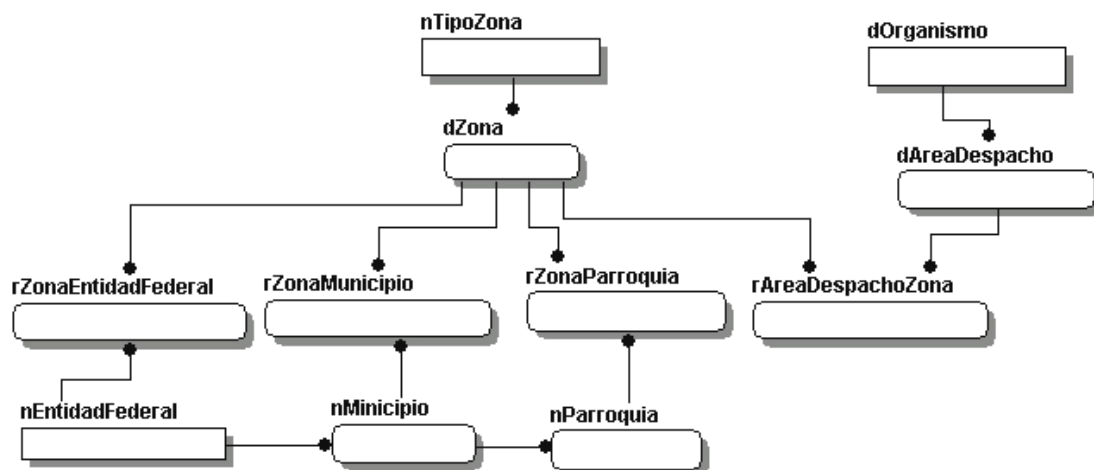 nTipoZona
dOrganismo
dZona
dAreaDespacho
rZonaEntidadFederal
rZonaMunicipio
rZonaParroquia
rAreaDespachoZona
nEntidadFederal
nMinicipio
nParroquia